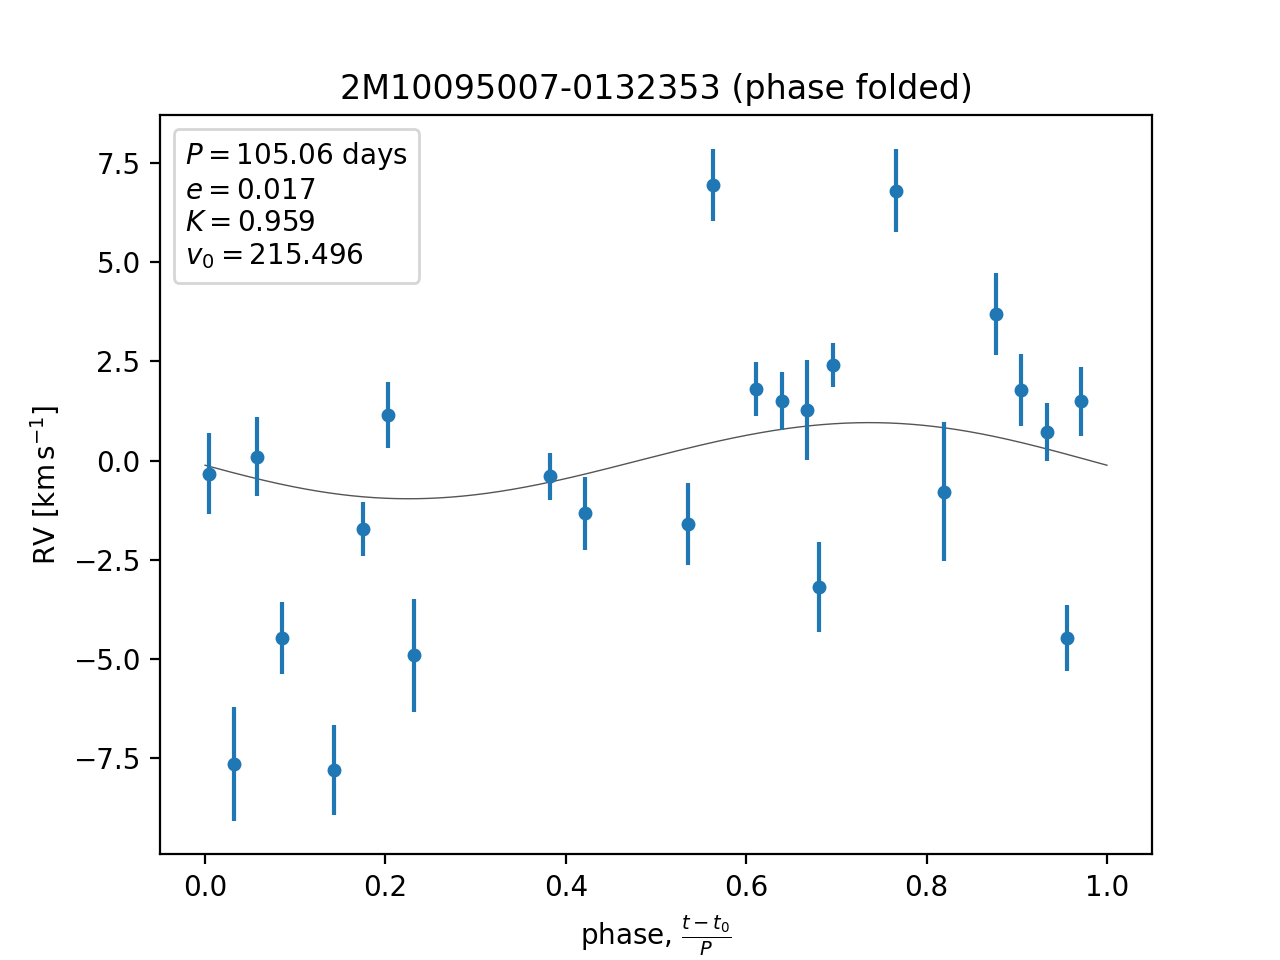 2M10095007-0132353 (phase folded)
P = 105.06 days
e = 0.017
K = 0.959
v₀ = 215.496
7.5
5.0
2.5
0.0
−2.5
−5.0
−7.5
RV [km s⁻¹]
0.0 0.2 0.4 0.6 0.8 1.0
phase, (t − t₀)/P